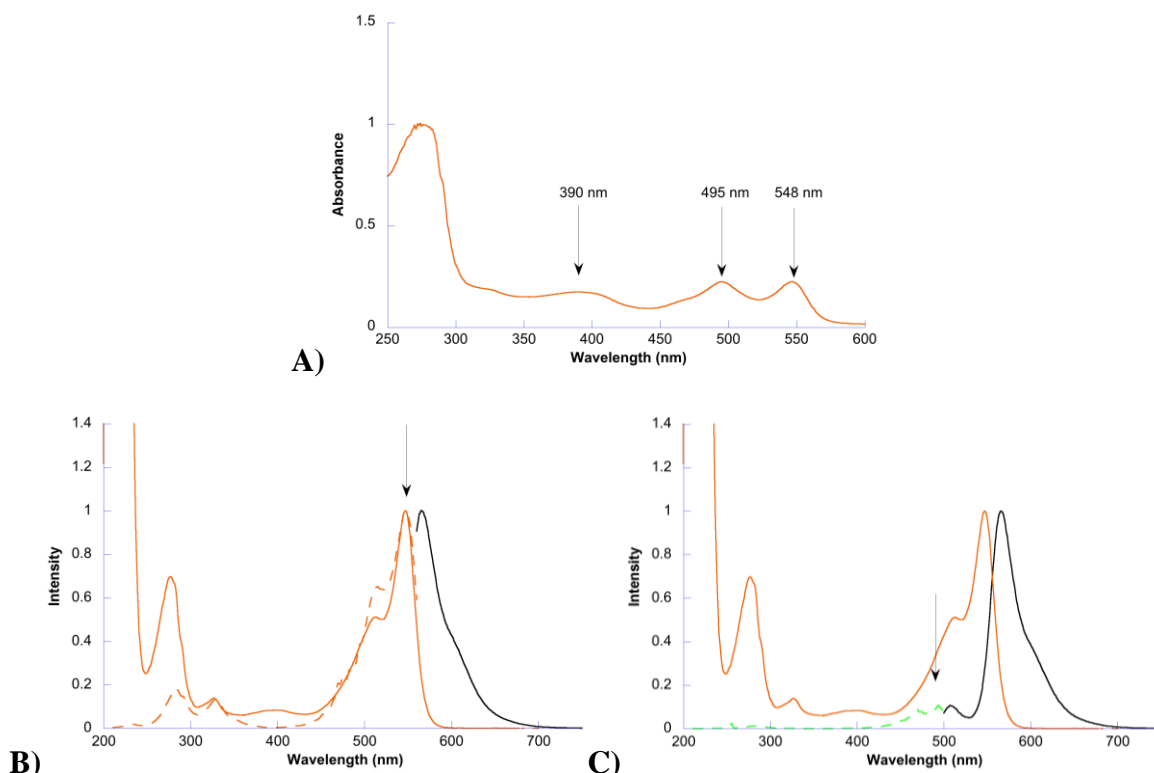 1.5
1
0.5
0
Absorbance
390 nm
495 nm
548 nm
250 300 350 400 450 500 550 600
Wavelength (nm)
A)
1.4
1.2
1
0.8
0.6
0.4
0.2
0
Intensity
200 300 400 500 600 700
Wavelength (nm)
B)
1.4
1.2
1
0.8
0.6
0.4
0.2
0
Intensity
200 300 400 500 600 700
Wavelength (nm)
C)